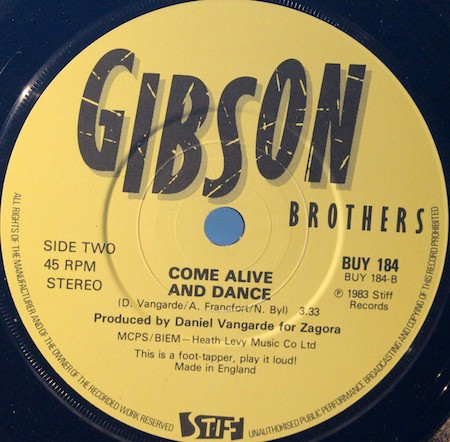 GIBSON
BROTHERS
SIDE TWO
45 RPM
STEREO
BUY 184
BUY 184-B
℗ 1983 Stiff
Records
COME ALIVE
AND DANCE
(D. Vangarde/A. Francfort/N. Byl) 3.33
Produced by Daniel Vangarde for Zagora
MCPS/BIEM—Heath Levy Music Co Ltd
This is a foot-tapper, play it loud!
Made in England
STIFF
ALL RIGHTS OF THE MANUFACTURER AND OF THE OWNER OF THE RECORDED WORK RESERVED
UNAUTHORISED PUBLIC PERFORMANCE BROADCASTING AND COPYING OF THIS RECORD PROHIBITED